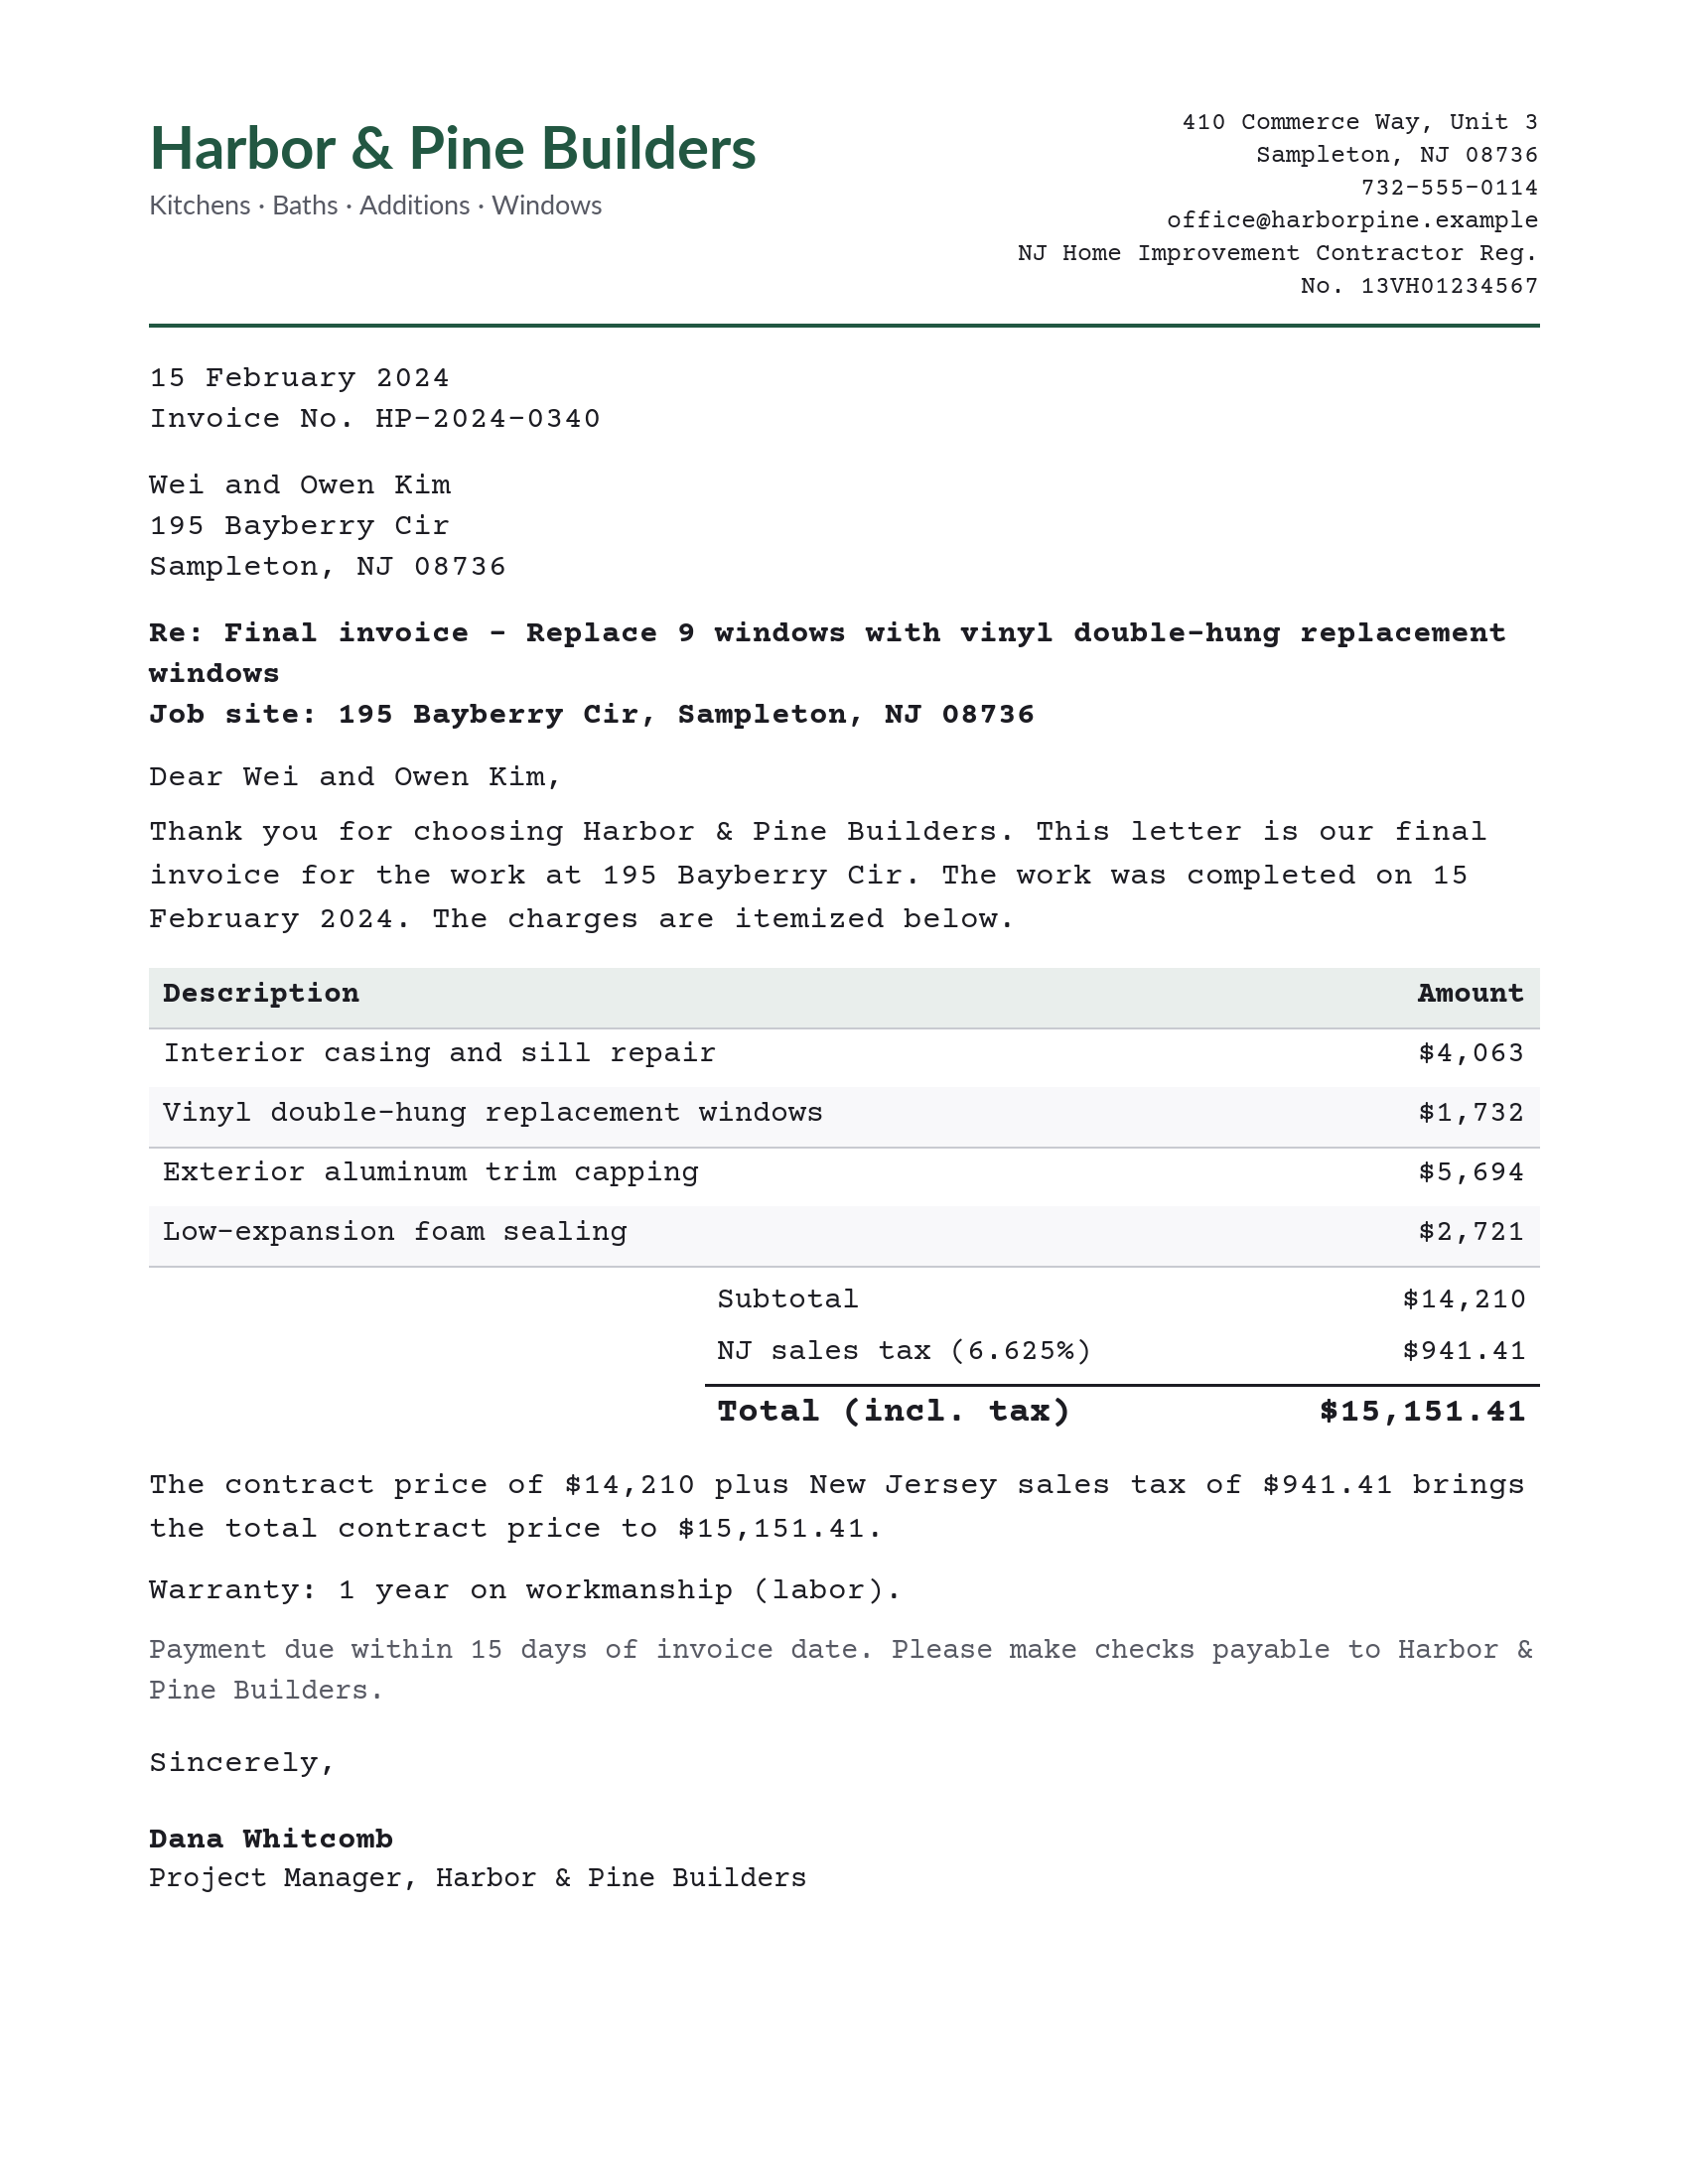 Harbor & Pine Builders
Kitchens · Baths · Additions · Windows
410 Commerce Way, Unit 3
Sampleton, NJ 08736
732-555-0114
office@harborpine.example
NJ Home Improvement Contractor Reg.
No. 13VH01234567
15 February 2024
Invoice No. HP-2024-0340
Wei and Owen Kim
195 Bayberry Cir
Sampleton, NJ 08736
Re: Final invoice - Replace 9 windows with vinyl double-hung replacement
windows
Job site: 195 Bayberry Cir, Sampleton, NJ 08736
Dear Wei and Owen Kim,
Thank you for choosing Harbor & Pine Builders. This letter is our final
invoice for the work at 195 Bayberry Cir. The work was completed on 15
February 2024. The charges are itemized below.
Description Amount
Interior casing and sill repair $4,063
Vinyl double-hung replacement windows $1,732
Exterior aluminum trim capping $5,694
Low-expansion foam sealing $2,721
Subtotal $14,210
NJ sales tax (6.625%) $941.41
Total (incl. tax) $15,151.41
The contract price of $14,210 plus New Jersey sales tax of $941.41 brings
the total contract price to $15,151.41.
Warranty: 1 year on workmanship (labor).
Payment due within 15 days of invoice date. Please make checks payable to Harbor &
Pine Builders.
Sincerely,
Dana Whitcomb
Project Manager, Harbor & Pine Builders